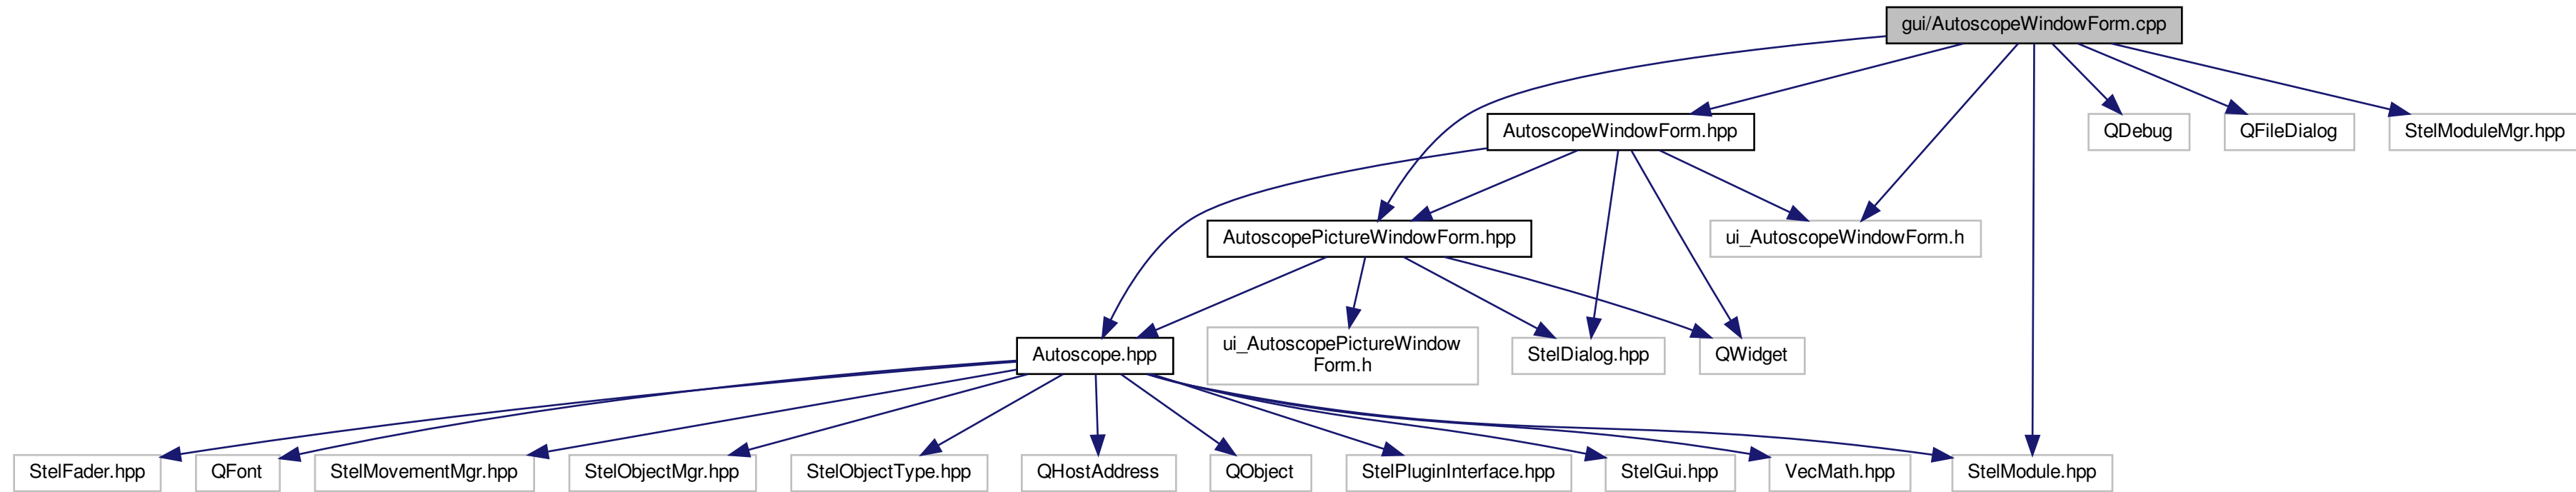 gui/AutoscopeWindowForm.cpp
AutoscopeWindowForm.hpp
QDebug
QFileDialog
StelModuleMgr.hpp
AutoscopePictureWindowForm.hpp
ui_AutoscopeWindowForm.h
Autoscope.hpp
ui_AutoscopePictureWindow
Form.h
StelDialog.hpp
QWidget
StelFader.hpp
QFont
StelMovementMgr.hpp
StelObjectMgr.hpp
StelObjectType.hpp
QHostAddress
QObject
StelPluginInterface.hpp
StelGui.hpp
VecMath.hpp
StelModule.hpp